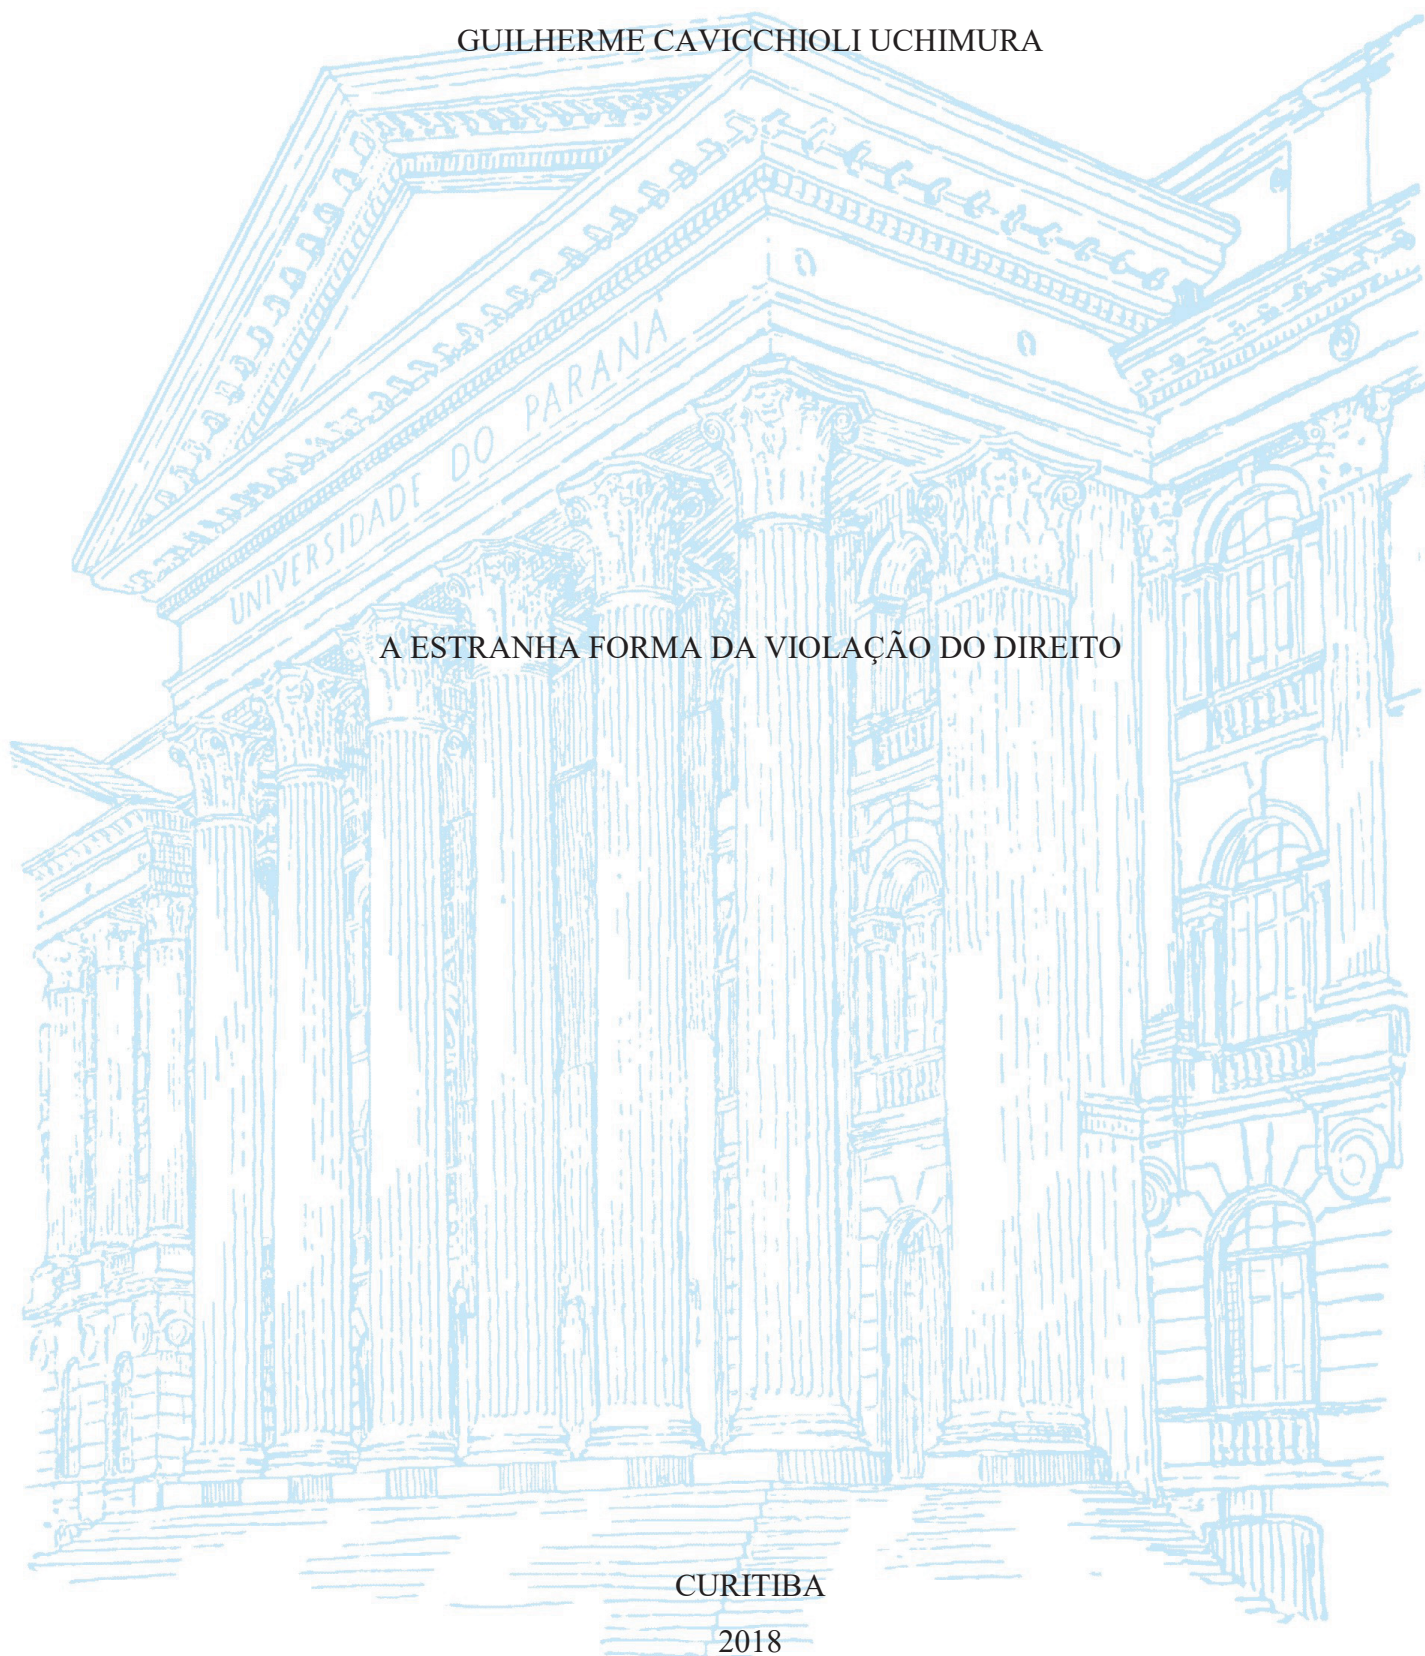 GUILHERME CAVICCHIOLI UCHIMURA
UNIVERSIDADE DO PARANÁ
A ESTRANHA FORMA DA VIOLAÇÃO DO DIREITO
CURITIBA
2018